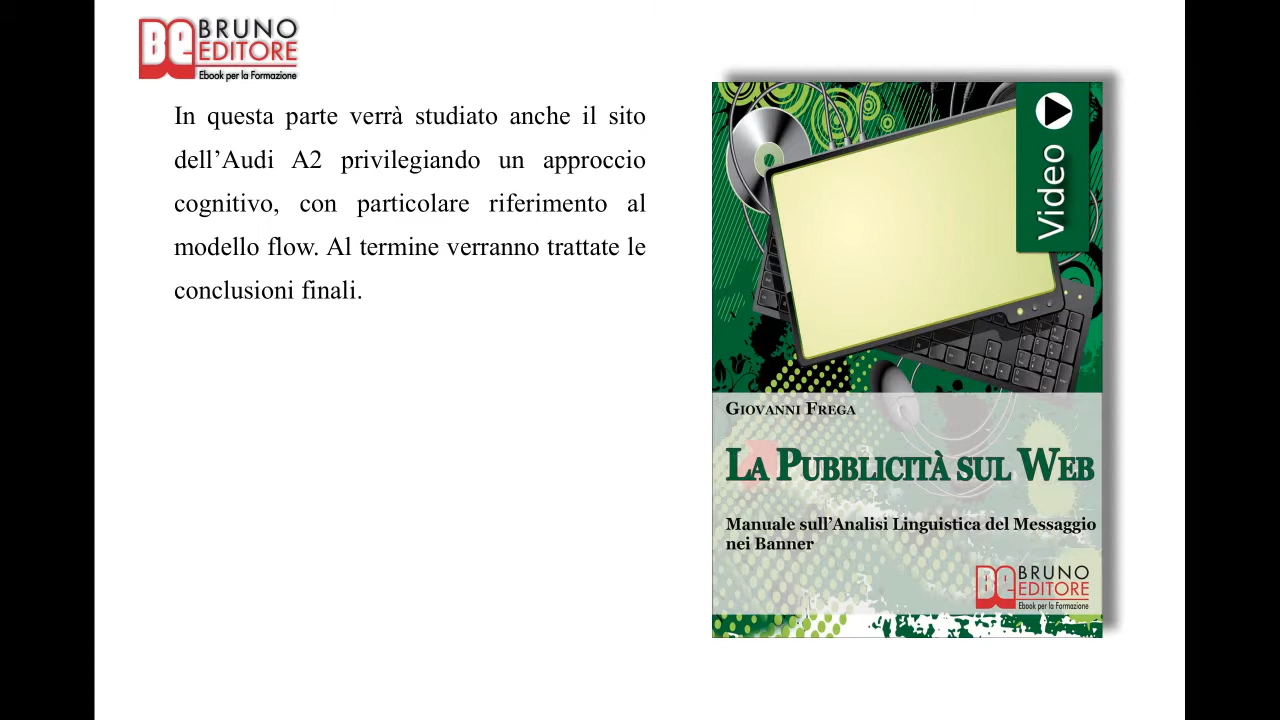 BRUNO
EDITORE
Ebook per la Formazione
In questa parte verrà studiato anche il sito
dell’Audi A2 privilegiando un approccio
cognitivo, con particolare riferimento al
modello flow. Al termine verranno trattate le
conclusioni finali.
Video
Giovanni Frega
La Pubblicità sul Web
Manuale sull’Analisi Linguistica del Messaggio
nei Banner
BRUNO
EDITORE
Ebook per la Formazione